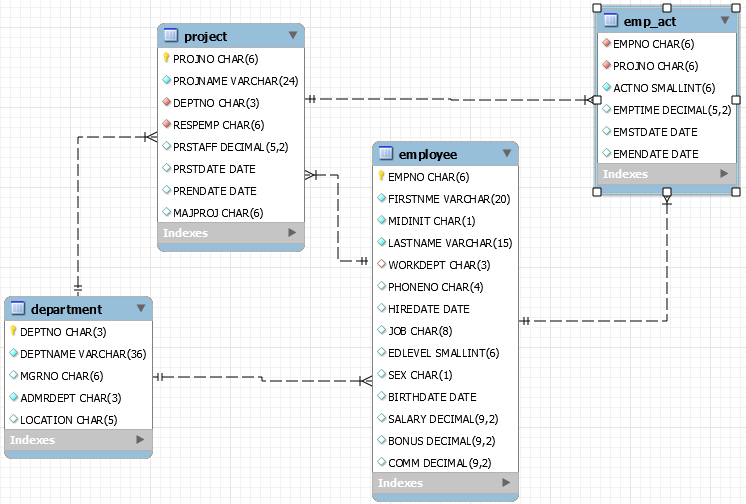 project
PROJNO CHAR(6)
PROJNAME VARCHAR(24)
DEPTNO CHAR(3)
RESPEMP CHAR(6)
PRSTAFF DECIMAL(5,2)
PRSTDATE DATE
PRENDATE DATE
MAJPROJ CHAR(6)
Indexes
emp_act
EMPNO CHAR(6)
PROJNO CHAR(6)
ACTNO SMALLINT(6)
EMPTIME DECIMAL(5,2)
EMSTDATE DATE
EMENDATE DATE
Indexes
employee
EMPNO CHAR(6)
FIRSTNME VARCHAR(20)
MIDINIT CHAR(1)
LASTNAME VARCHAR(15)
WORKDEPT CHAR(3)
PHONENO CHAR(4)
HIREDATE DATE
JOB CHAR(8)
EDLEVEL SMALLINT(6)
SEX CHAR(1)
BIRTHDATE DATE
SALARY DECIMAL(9,2)
BONUS DECIMAL(9,2)
COMM DECIMAL(9,2)
Indexes
department
DEPTNO CHAR(3)
DEPTNAME VARCHAR(36)
MGRNO CHAR(6)
ADMRDEPT CHAR(3)
LOCATION CHAR(5)
Indexes